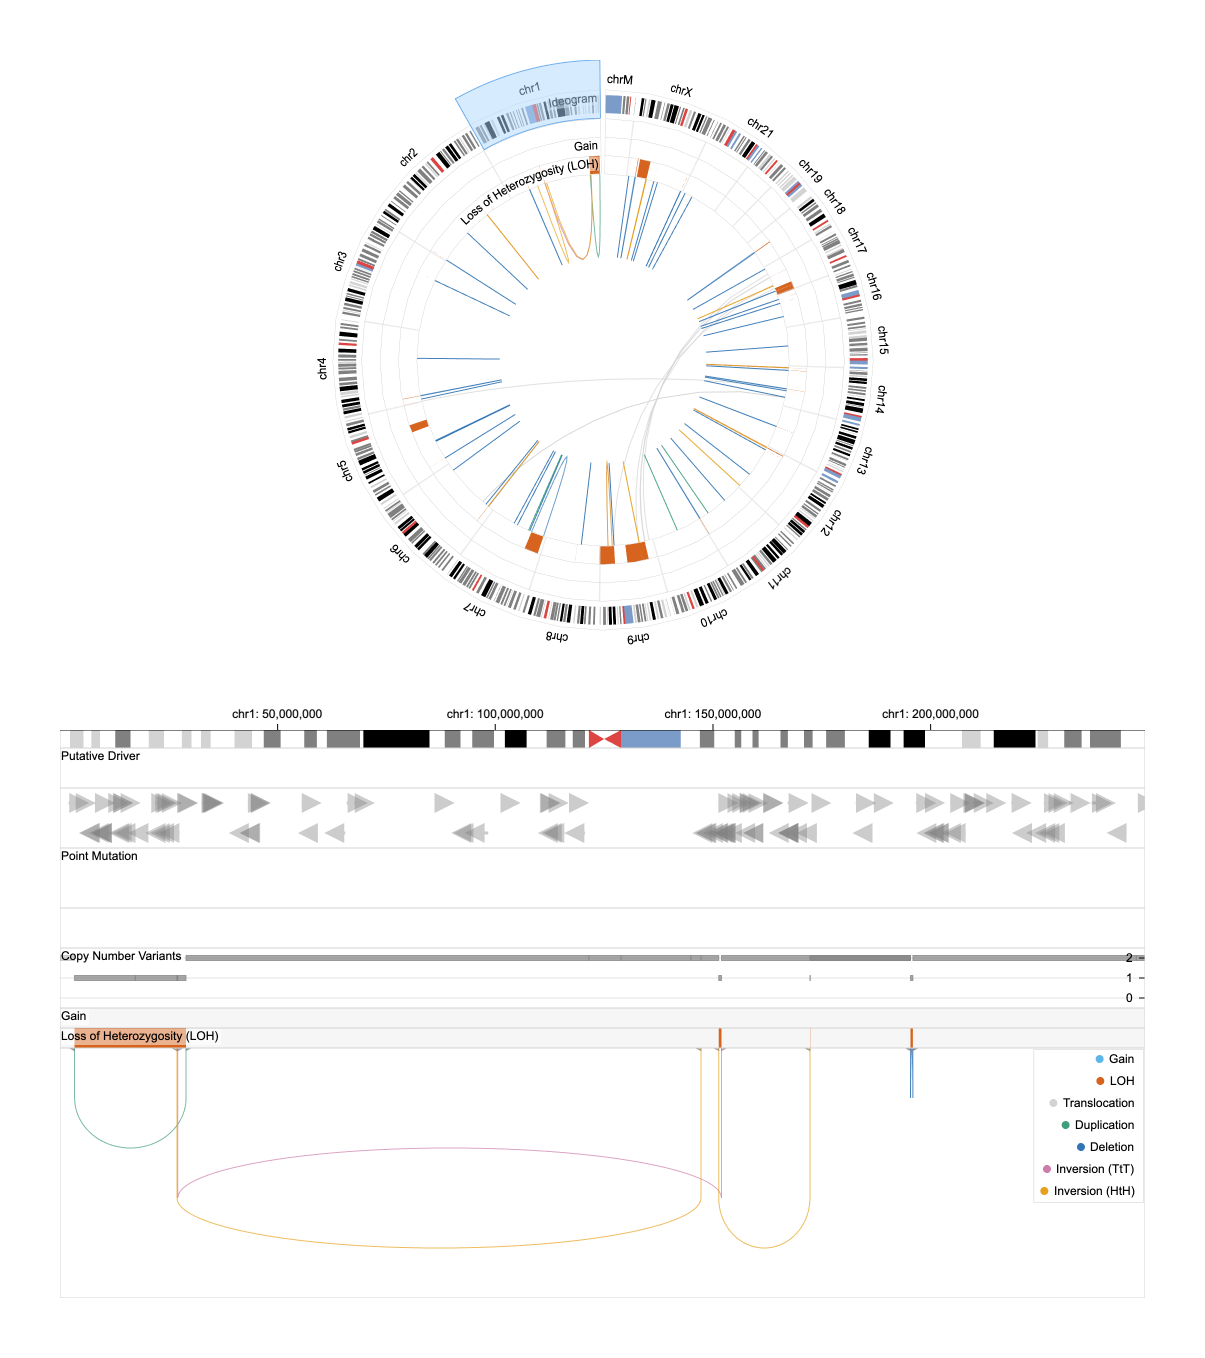 chr1
Ideogram
chrM
chrX
chr21
chr19
chr18
chr17
chr16
chr15
chr14
chr13
chr12
chr11
chr10
chr9
chr8
chr7
chr6
chr5
chr4
chr3
chr2
Gain
Loss of Heterozygosity (LOH)
chr1: 50,000,000
chr1: 100,000,000
chr1: 150,000,000
chr1: 200,000,000
Putative Driver
Point Mutation
Copy Number Variants
2
1
0
Gain
Loss of Heterozygosity (LOH)
Gain
LOH
Translocation
Duplication
Deletion
Inversion (TtT)
Inversion (HtH)